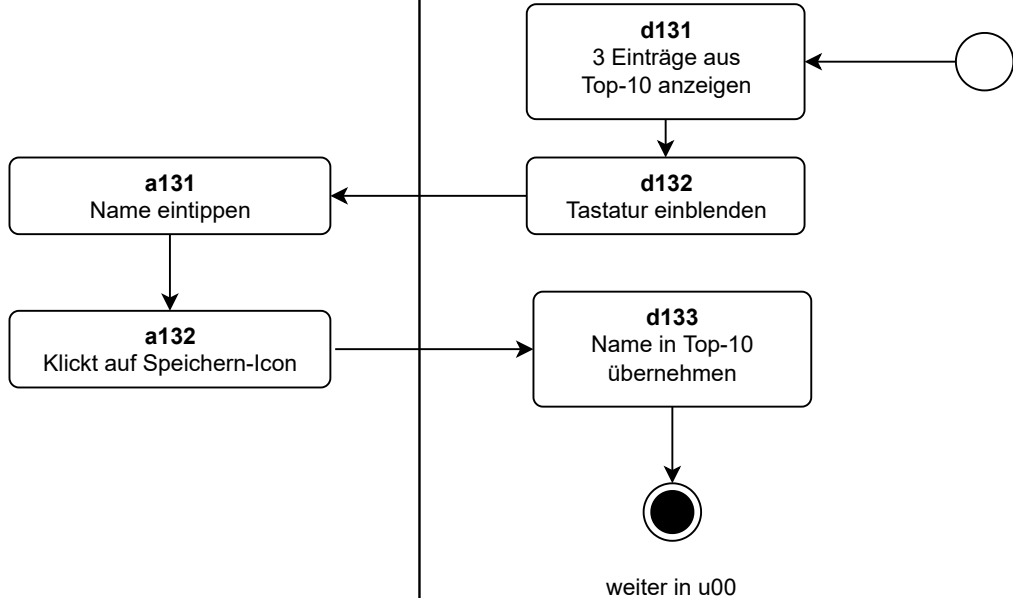 d131
3 Einträge aus
Top-10 anzeigen
d132
Tastatur einblenden
a131
Name eintippen
a132
Klickt auf Speichern-Icon
d133
Name in Top-10
übernehmen
weiter in u00